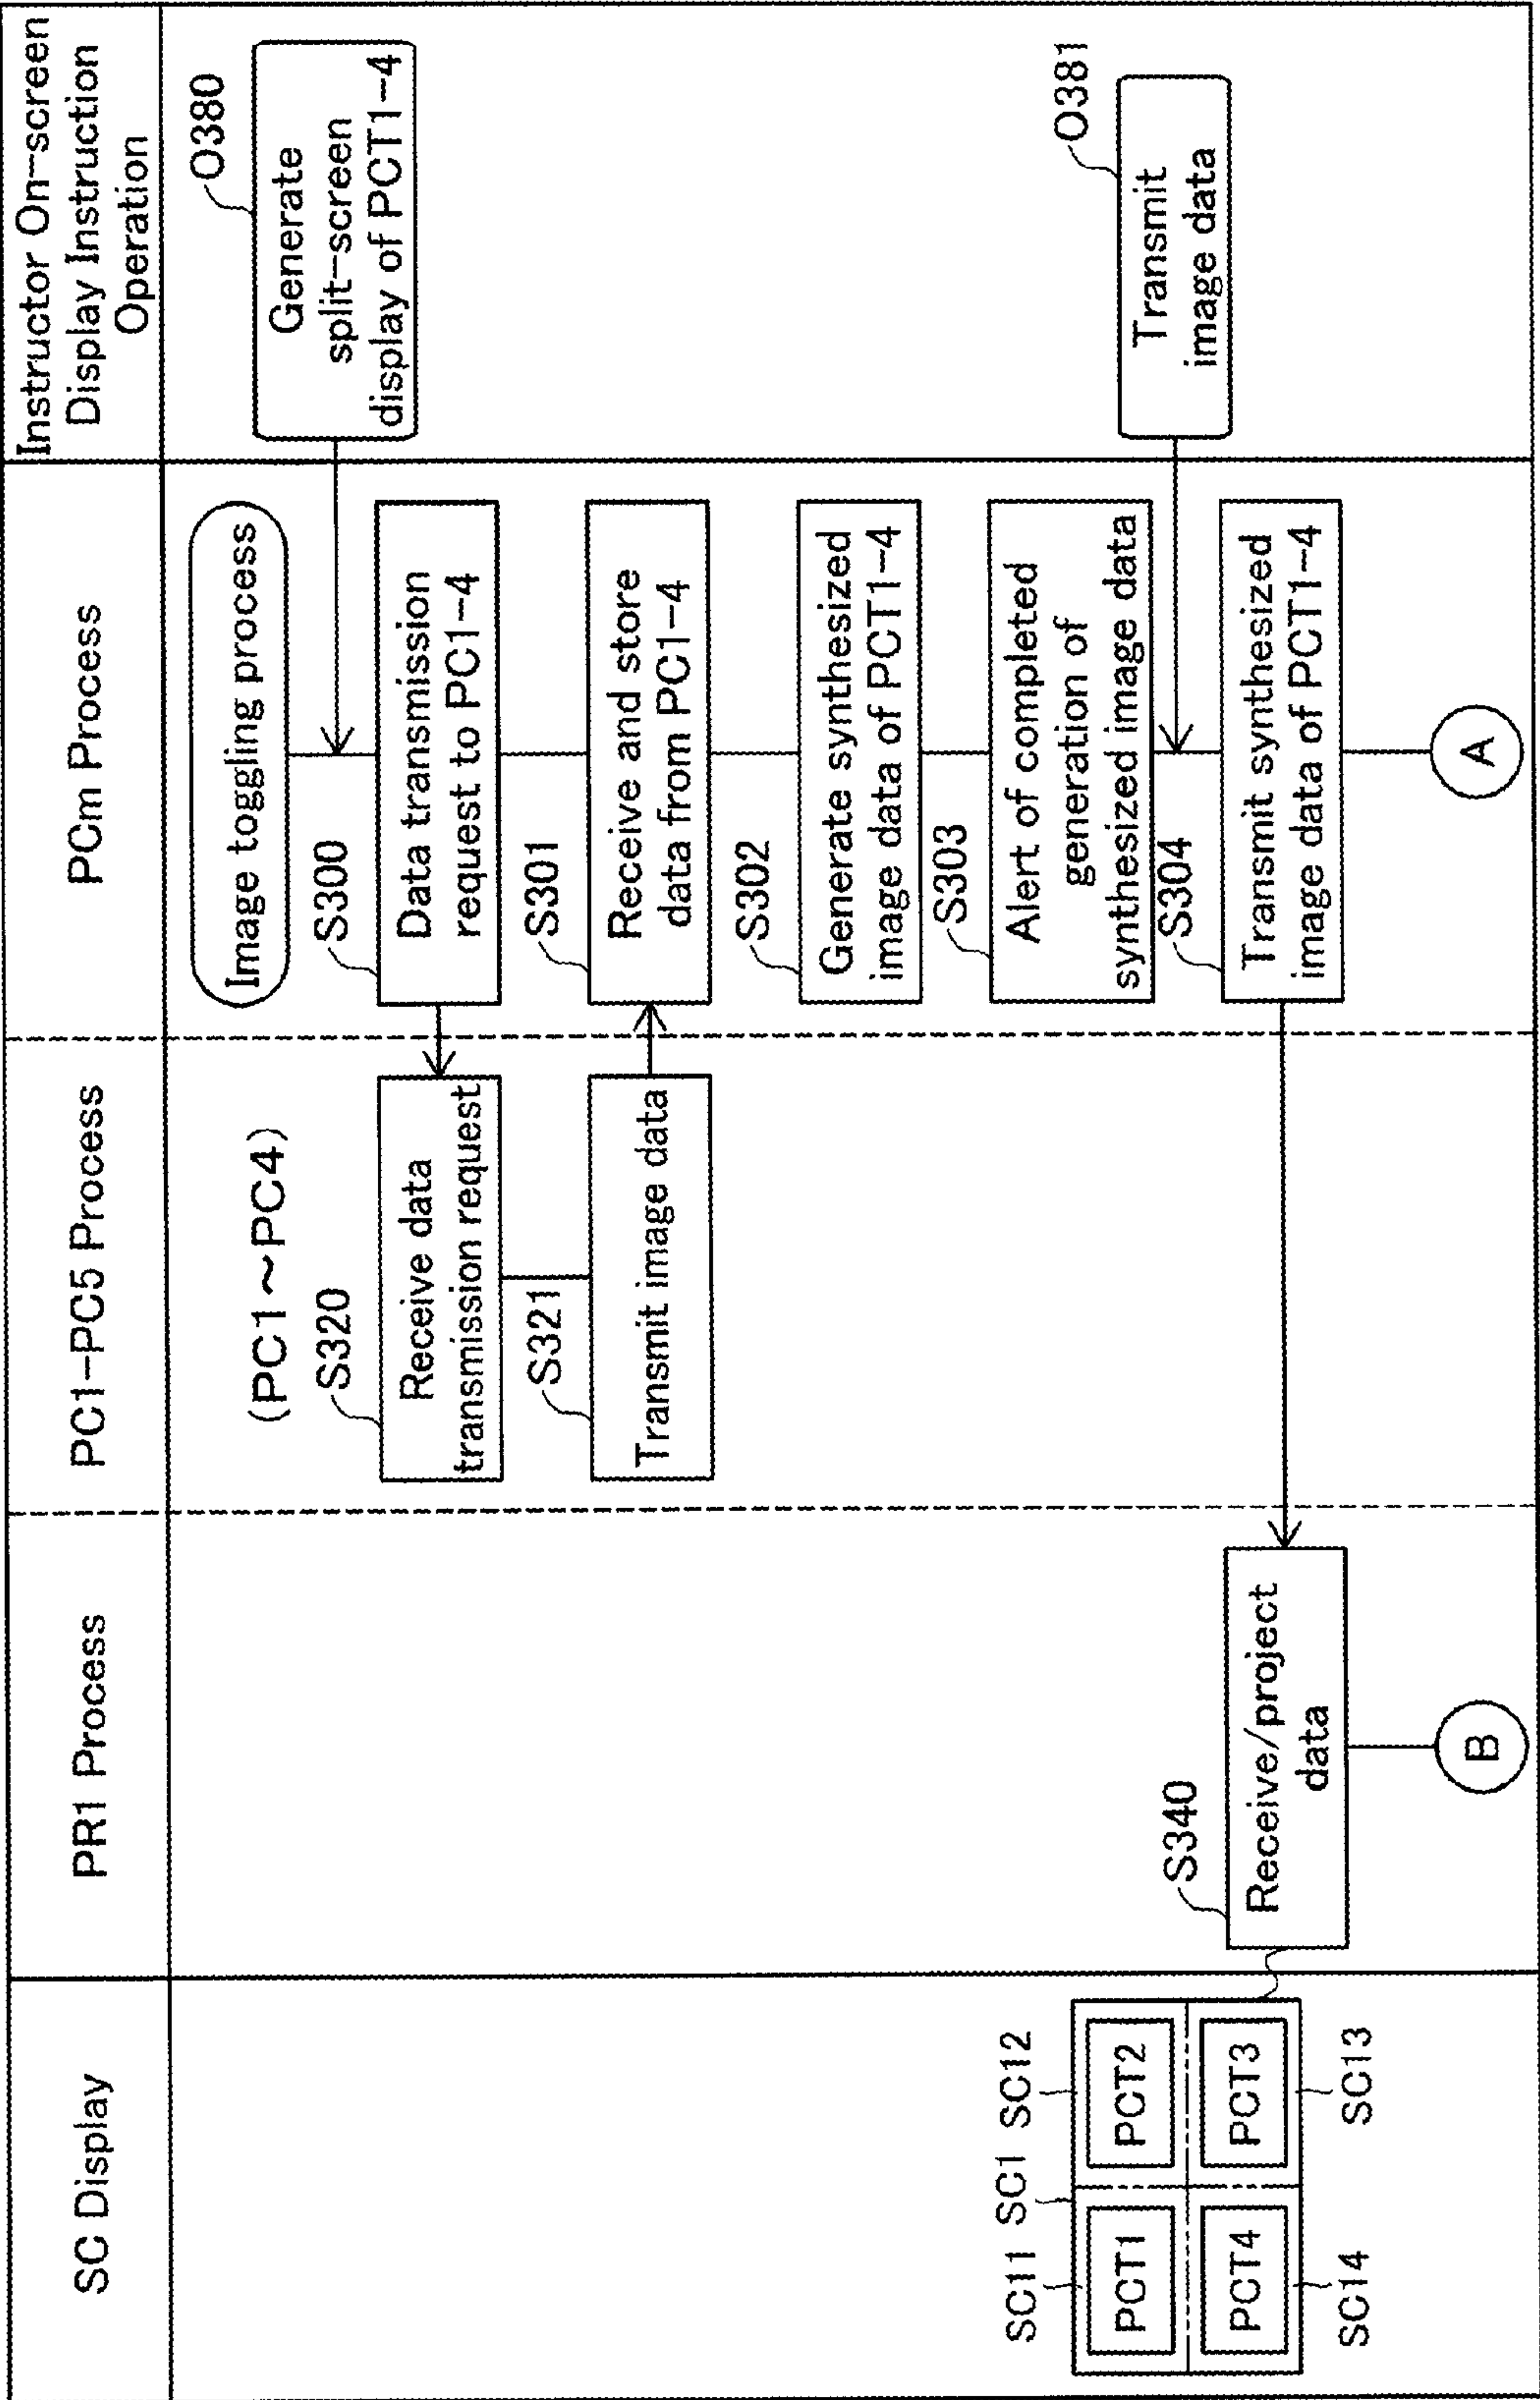 SC Display
PR1 Process
PC1-PC5 Process
PCm Process
Instructor On-screen
Display Instruction
Operation
Image toggling process
O380
Generate
split-screen
display of PCT1-4
(PC1~PC4)
S320
Receive data
transmission request
S300
Data transmission
request to PC1-4
S321
Transmit image data
S301
Receive and store
data from PC1-4
S302
Generate synthesized
image data of PCT1-4
S303
Alert of completed
generation of
synthesized image data
O381
Transmit
image data
SC11
SC1
SC12
PCT1
PCT2
PCT4
PCT3
SC14
SC13
S340
Receive/project
data
S304
Transmit synthesized
image data of PCT1-4
B
A